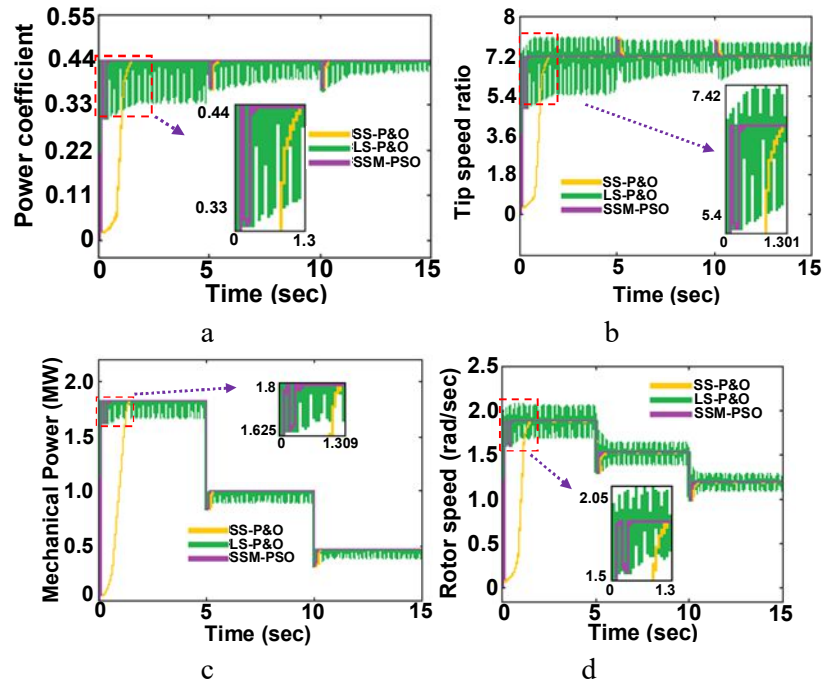 0.55
0.44
0.33
0.22
0.11
0
Power coefficient
0.44
0.33
0
1.3
SS-P&O
LS-P&O
SSM-PSO
0
5
10
15
Time (sec)
a
8
7.2
5.4
3.6
1.8
0
Tip speed ratio
7.42
5.4
0
1.301
SS-P&O
LS-P&O
SSM-PSO
0
5
10
15
Time (sec)
b
2.0
1.5
1.0
0.5
0
Mechanical Power (MW)
1.8
1.625
0
1.309
SS-P&O
LS-P&O
SSM-PSO
0
5
10
15
Time (sec)
c
2.5
2.0
1.5
1.0
0.5
0
Rotor speed (rad/sec)
SS-P&O
LS-P&O
SSM-PSO
2.05
1.5
0
1.3
0
5
10
15
Time (sec)
d